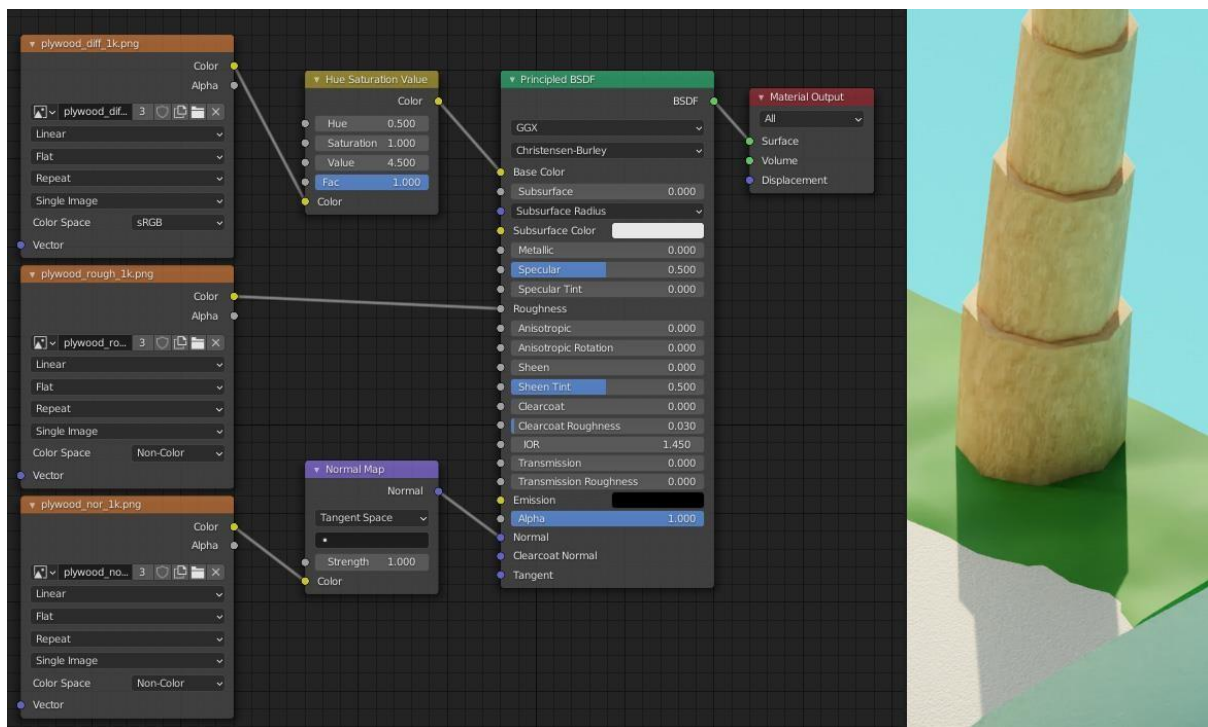 plywood_diff_1k.png
Color
Alpha
plywood_dif... 3
Linear
Flat
Repeat
Single Image
Color Space sRGB
Vector
plywood_rough_1k.png
Color
Alpha
plywood_ro... 3
Linear
Flat
Repeat
Single Image
Color Space Non-Color
Vector
plywood_nor_1k.png
Color
Alpha
plywood_no... 3
Linear
Flat
Repeat
Single Image
Color Space Non-Color
Vector
Hue Saturation Value
Color
Hue 0.500
Saturation 1.000
Value 4.500
Fac 1.000
Color
Normal Map
Normal
Tangent Space
Strength 1.000
Color
Principled BSDF
BSDF
GGX
Christensen-Burley
Base Color
Subsurface 0.000
Subsurface Radius
Subsurface Color
Metallic 0.000
Specular 0.500
Specular Tint 0.000
Roughness
Anisotropic 0.000
Anisotropic Rotation 0.000
Sheen 0.000
Sheen Tint 0.500
Clearcoat 0.000
Clearcoat Roughness 0.030
IOR 1.450
Transmission 0.000
Transmission Roughness 0.000
Emission
Alpha 1.000
Normal
Clearcoat Normal
Tangent
Material Output
All
Surface
Volume
Displacement